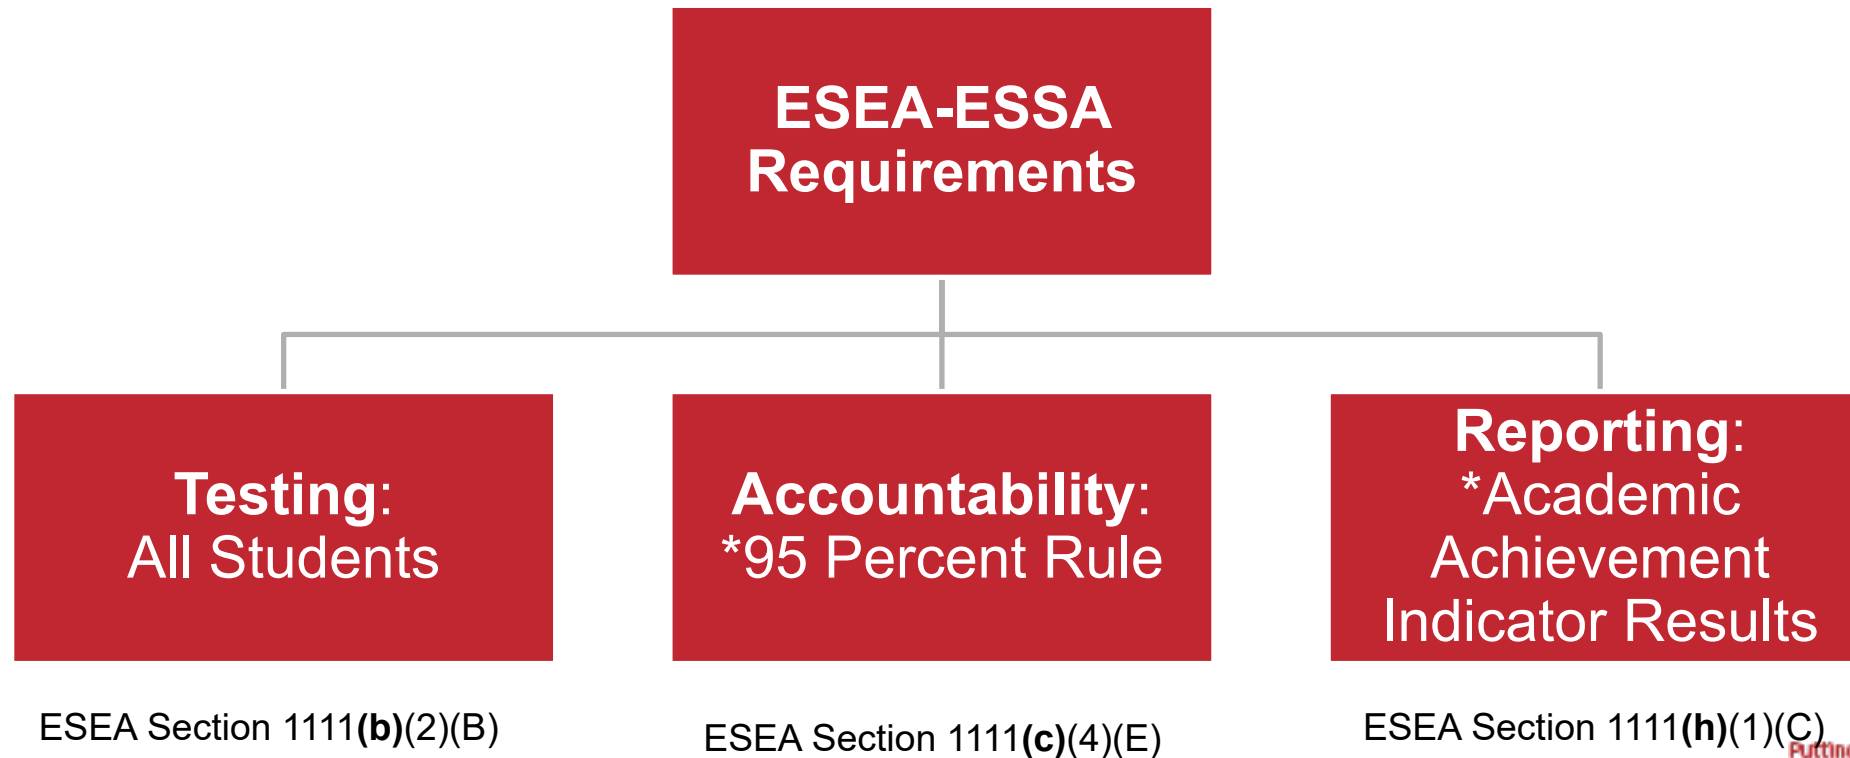 ESEA-ESSA
Requirements
Testing:
All Students
Accountability:
*95 Percent Rule
Reporting:
*Academic
Achievement
Indicator Results
ESEA Section 1111(b)(2)(B)
ESEA Section 1111(c)(4)(E)
ESEA Section 1111(h)(1)(C)